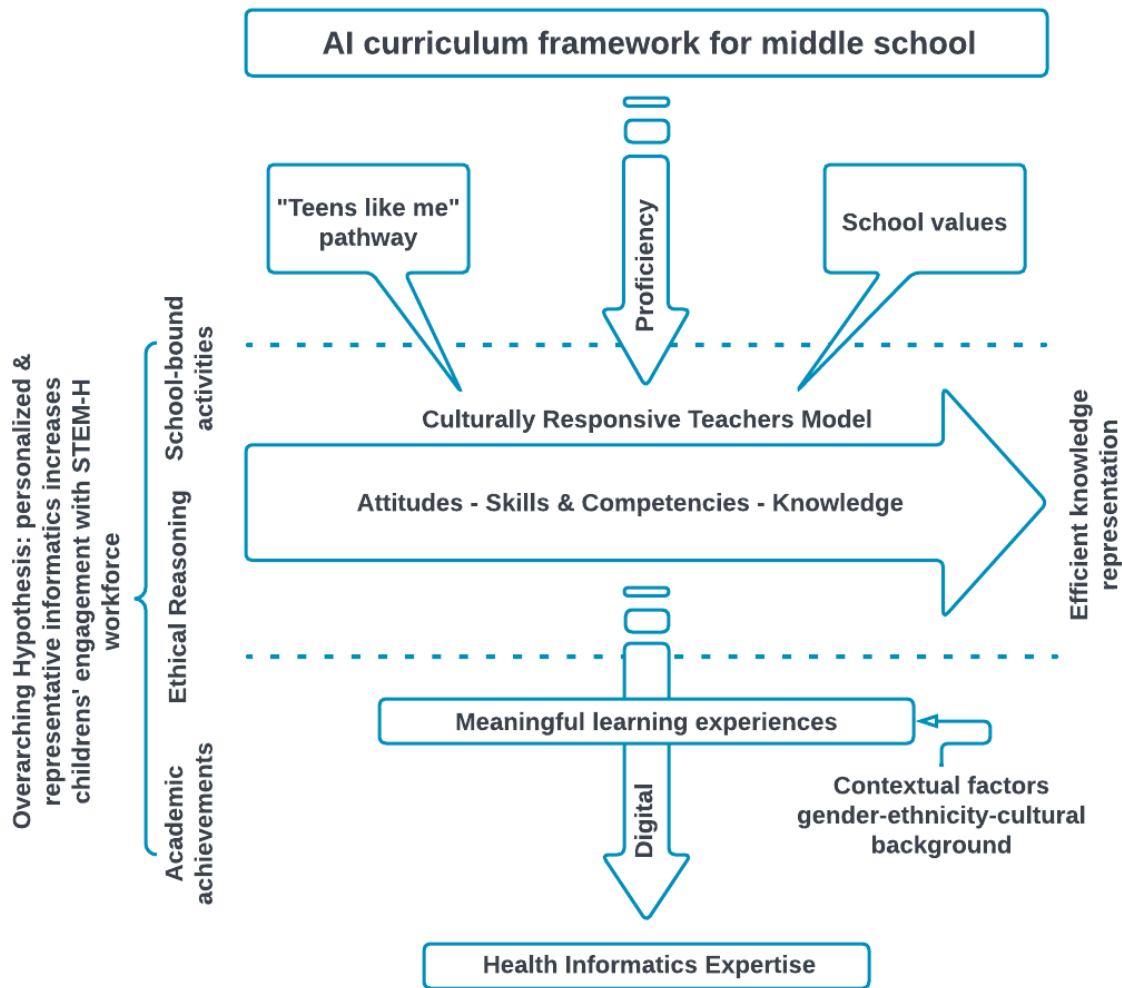 AI curriculum framework for middle school
"Teens like me"
pathway
Proficiency
School values
Overarching Hypothesis: personalized &
representative informatics increases
childrens' engagement with STEM-H
workforce
School-bound
activities
Ethical Reasoning
Academic
achievements
Culturally Responsive Teachers Model
Attitudes - Skills & Competencies - Knowledge
Efficient knowledge
representation
Meaningful learning experiences
Digital
Contextual factors
gender-ethnicity-cultural
background
Health Informatics Expertise